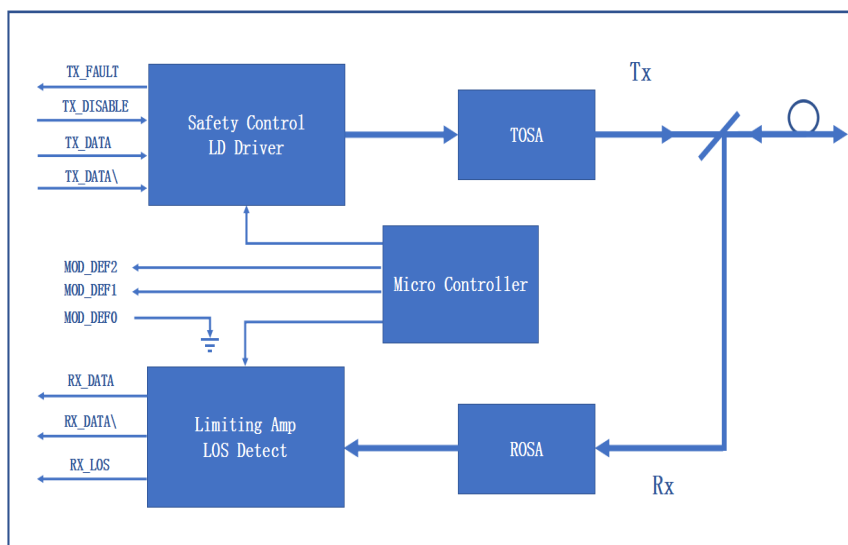 TX_FAULT
TX_DISABLE
TX_DATA
TX_DATA\
Safety Control
LD Driver
TOSA
Tx
MOD_DEF2
MOD_DEF1
MOD_DEF0
Micro Controller
RX_DATA
RX_DATA\
RX_LOS
Limiting Amp
LOS Detect
ROSA
Rx